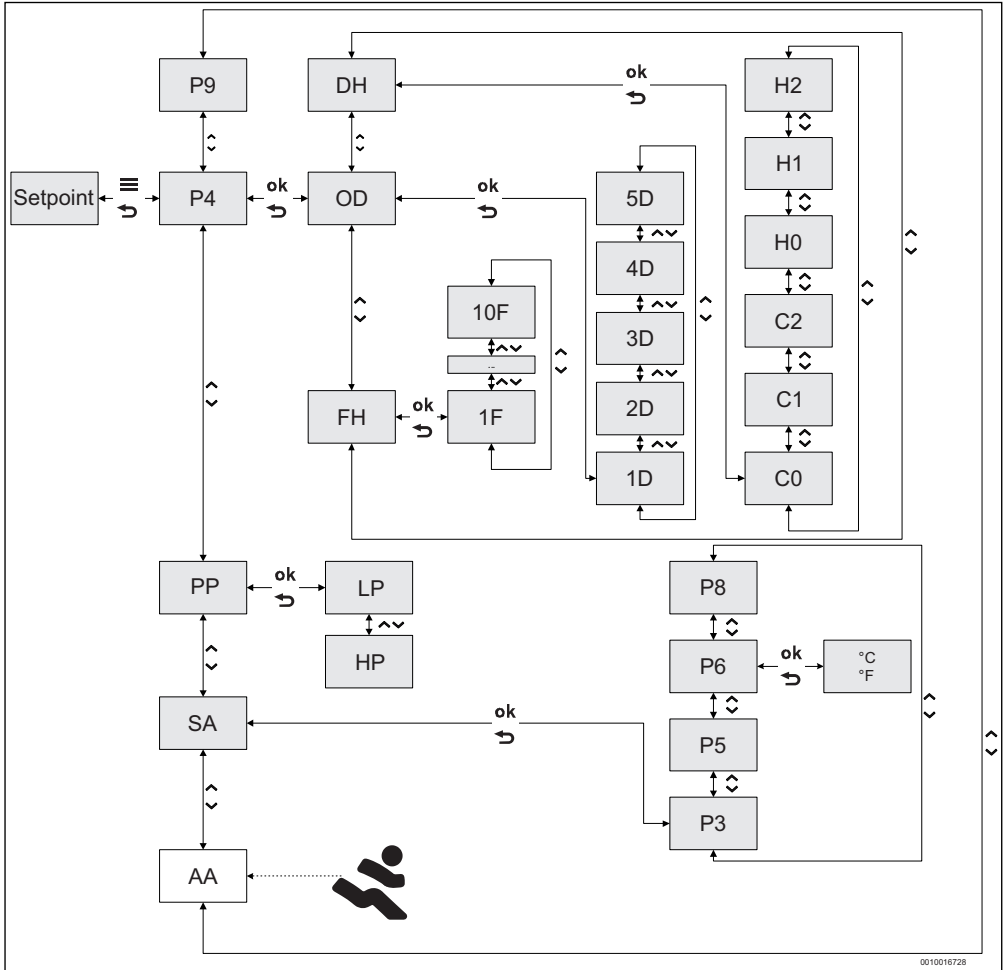 P9
DH
ok
H2
H1
Setpoint
P4
ok
OD
ok
5D
4D
H0
10F
3D
C2
...
FH
ok
1F
2D
C1
1D
C0
PP
ok
LP
P8
HP
P6
ok
°C
°F
SA
ok
P5
P3
AA
0010016728